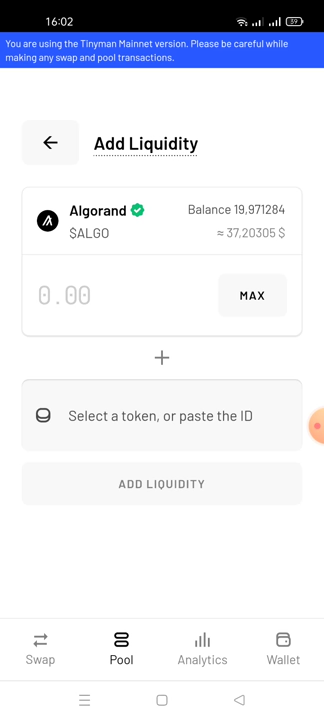 16:02
59
You are using the Tinyman Mainnet version. Please be careful while
making any swap and pool transactions.
Add Liquidity
Algorand
Balance 19,971284
$ALGO
≈ 37,20305 $
0.00
MAX
+
Select a token, or paste the ID
ADD LIQUIDITY
Swap
Pool
Analytics
Wallet